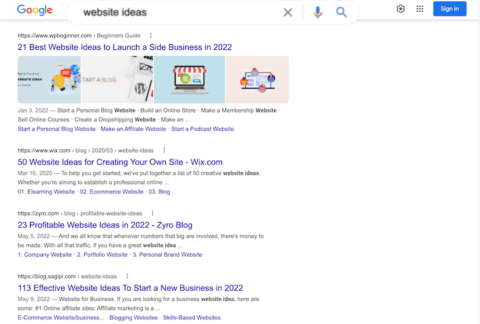 Google
website ideas
Sign in
https://www.wpbeginner.com › Beginners Guide
21 Best Website Ideas to Launch a Side Business in 2022
WEBSITE IDEAS
START A BLOG
Jan 3, 2022 — Start a Personal Blog Website · Build an Online Store · Make a Membership Website ·
Sell Online Courses · Create a Dropshipping Website · Make an ...
Start a Personal Blog Website · Make an Affiliate Website · Start a Podcast Website
https://www.wix.com › blog › 2020/03 › website-ideas
50 Website Ideas for Creating Your Own Site - Wix.com
Mar 16, 2020 — To help you get started, we've put together a list of 50 creative website ideas.
Whether you're aiming to establish a professional online ...
01. Elearning Website · 02. Ecommerce Website · 03. Blog
https://zyro.com › blog › profitable-website-ideas
23 Profitable Website Ideas in 2022 - Zyro Blog
May 5, 2022 — And we all know that whenever numbers that big are involved, there's money to
be made. With all that traffic, if you have a great website idea ...
1. Company Website · 2. Portfolio Website · 3. Personal Brand Website
https://blog.sagipl.com › website-ideas
113 Effective Website Ideas To Start a New Business in 2022
May 9, 2022 — Website for Business. If you are looking for a business website idea, here are
some: #1 Online affiliate sites: Affiliate marketing is a ...
E-Commerce Website/business... · Blogging Websites · Skills-Based Websites